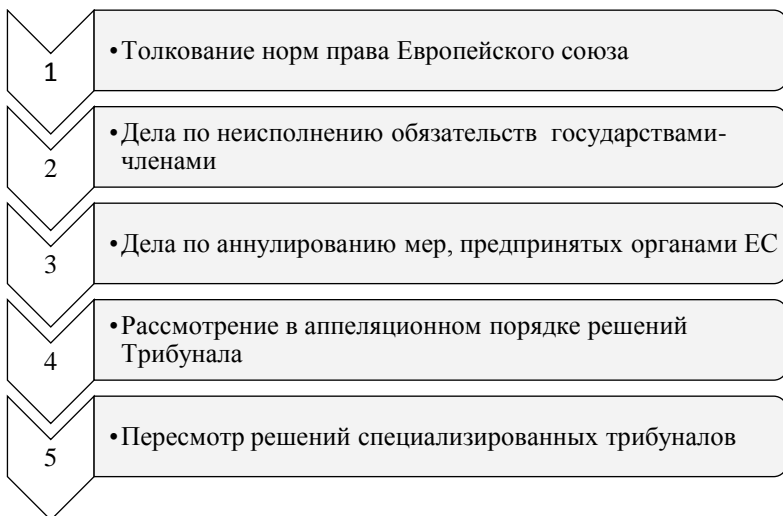 1
•Толкование норм права Европейского союза
2
•Дела по неисполнению обязательств государствами-
членами
3
•Дела по аннулированию мер, предпринятых органами ЕС
4
•Рассмотрение в аппеляционном порядке решений
Трибунала
5
•Пересмотр решений специализированных трибуналов